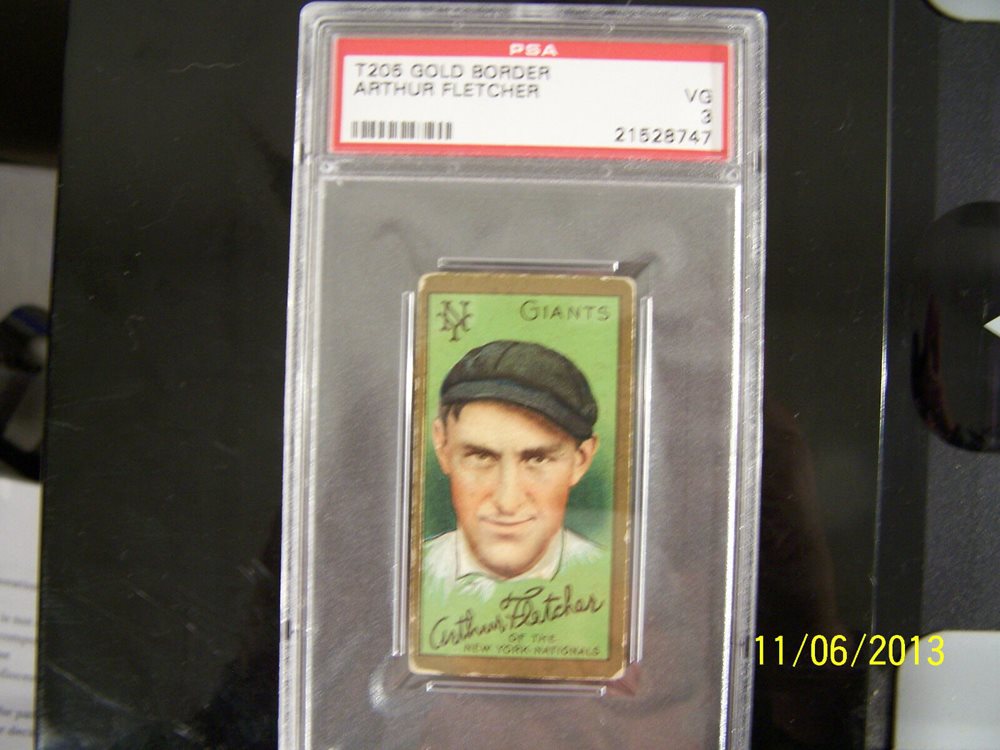 PSA
T205 GOLD BORDER
ARTHUR FLETCHER
VG
3
21528747
NY
GIANTS
Arthur Fletcher
OF THE
NEW YORK NATIONALS
11/06/2013